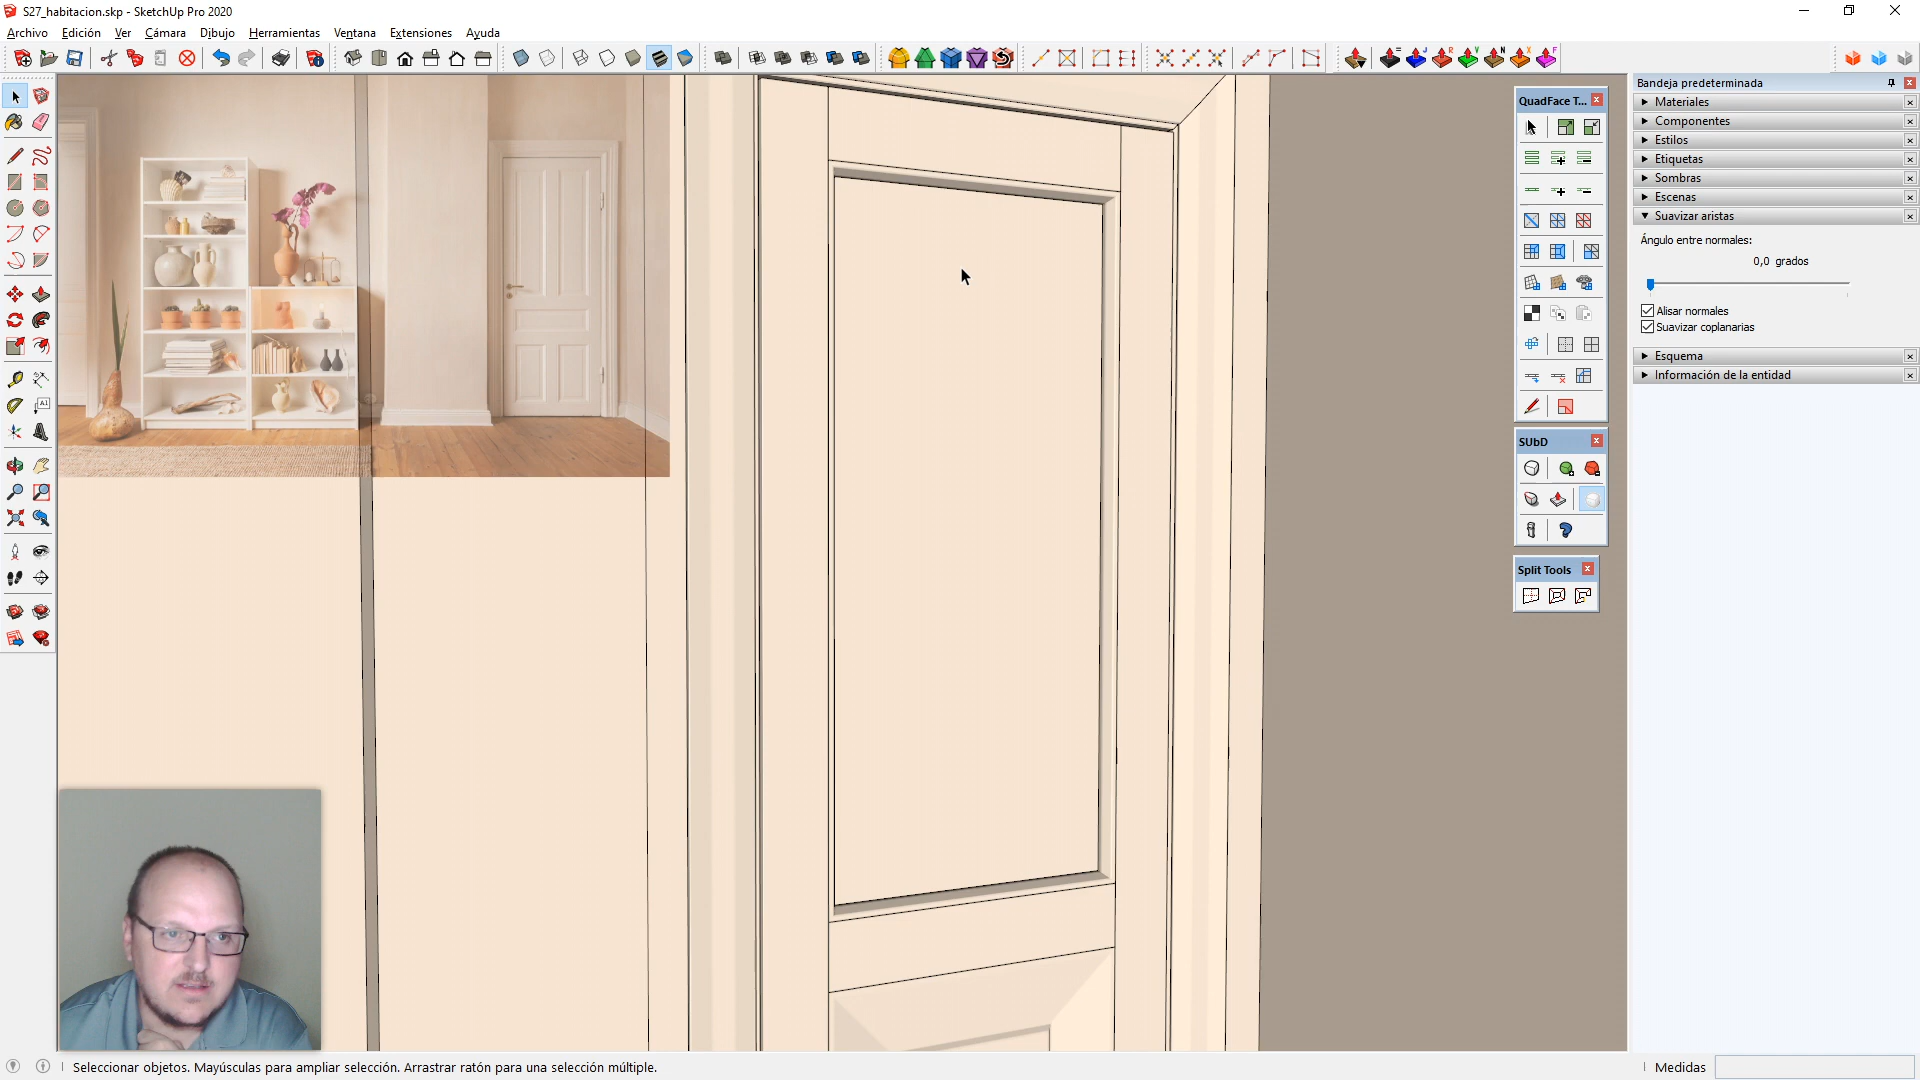 S27_habitacion.skp - SketchUp Pro 2020
Archivo Edición Ver Cámara Dibujo Herramientas Ventana Extensiones Ayuda
Bandeja predeterminada
Materiales
Componentes
Estilos
Etiquetas
Sombras
Escenas
Suavizar aristas
Ángulo entre normales:
0,0 grados
Alisar normales
Suavizar coplanarias
Esquema
Información de la entidad
QuadFace T...
SUbD
Split Tools
Seleccionar objetos. Mayúsculas para ampliar selección. Arrastrar ratón para una selección múltiple.
Medidas